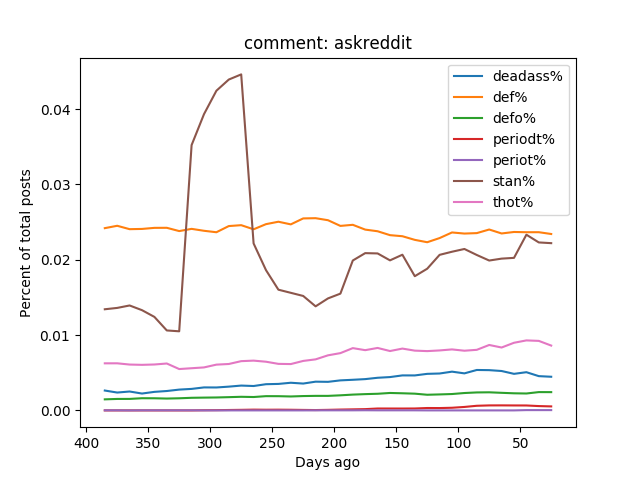 comment: askreddit
deadass%
def%
defo%
periodt%
periot%
stan%
thot%
Percent of total posts
0.04
0.03
0.02
0.01
0.00
400 350 300 250 200 150 100 50
Days ago